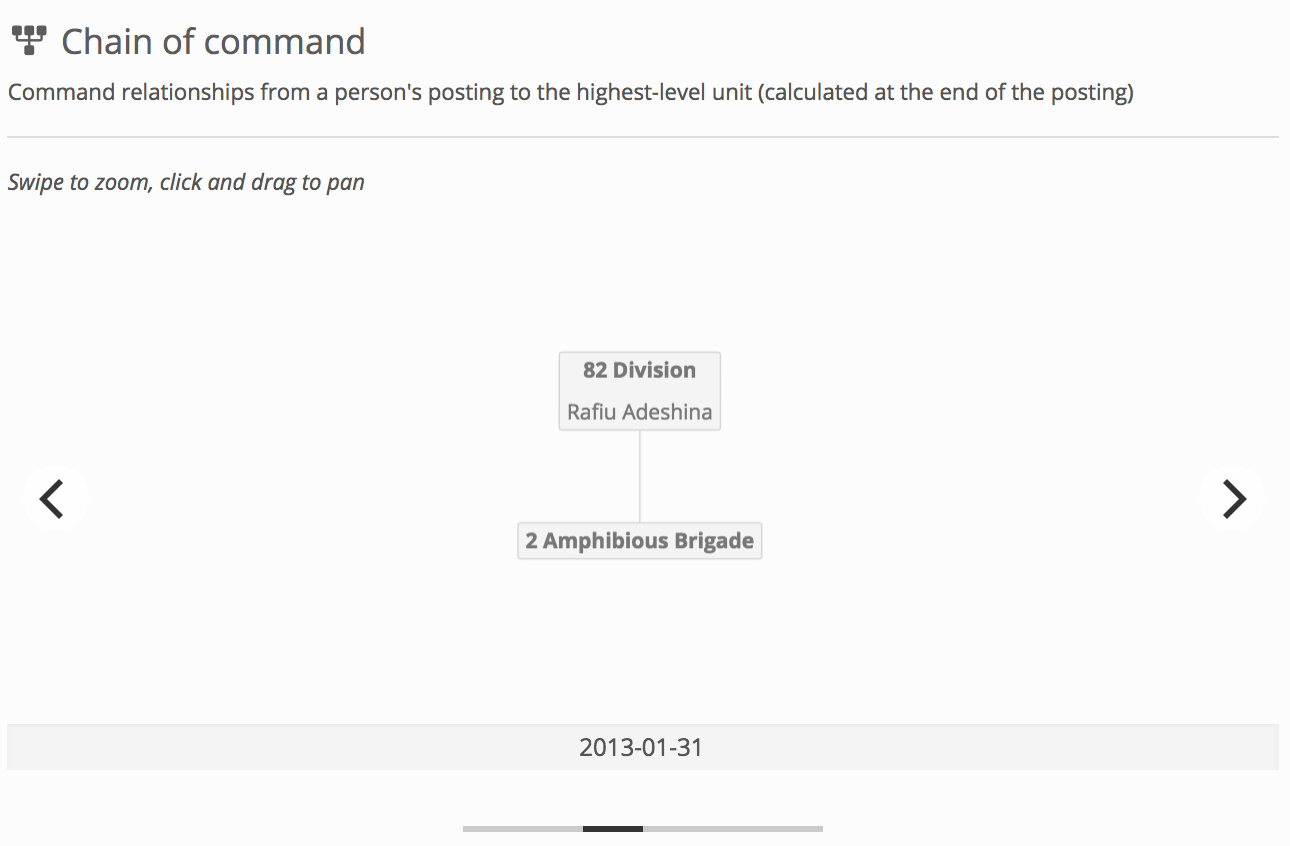 Chain of command
Command relationships from a person's posting to the highest-level unit (calculated at the end of the posting)
Swipe to zoom, click and drag to pan
82 Division
Rafiu Adeshina
2 Amphibious Brigade
2013-01-31